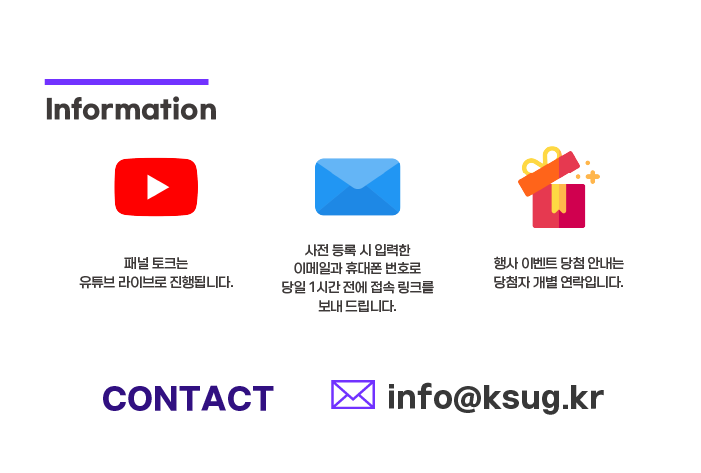 Information
패널 토크는
유튜브 라이브로 진행됩니다.
사전 등록 시 입력한
이메일과 휴대폰 번호로
당일 1시간 전에 접속 링크를
보내 드립니다.
행사 이벤트 당첨 안내는
당첨자 개별 연락입니다.
CONTACT
info@ksug.kr